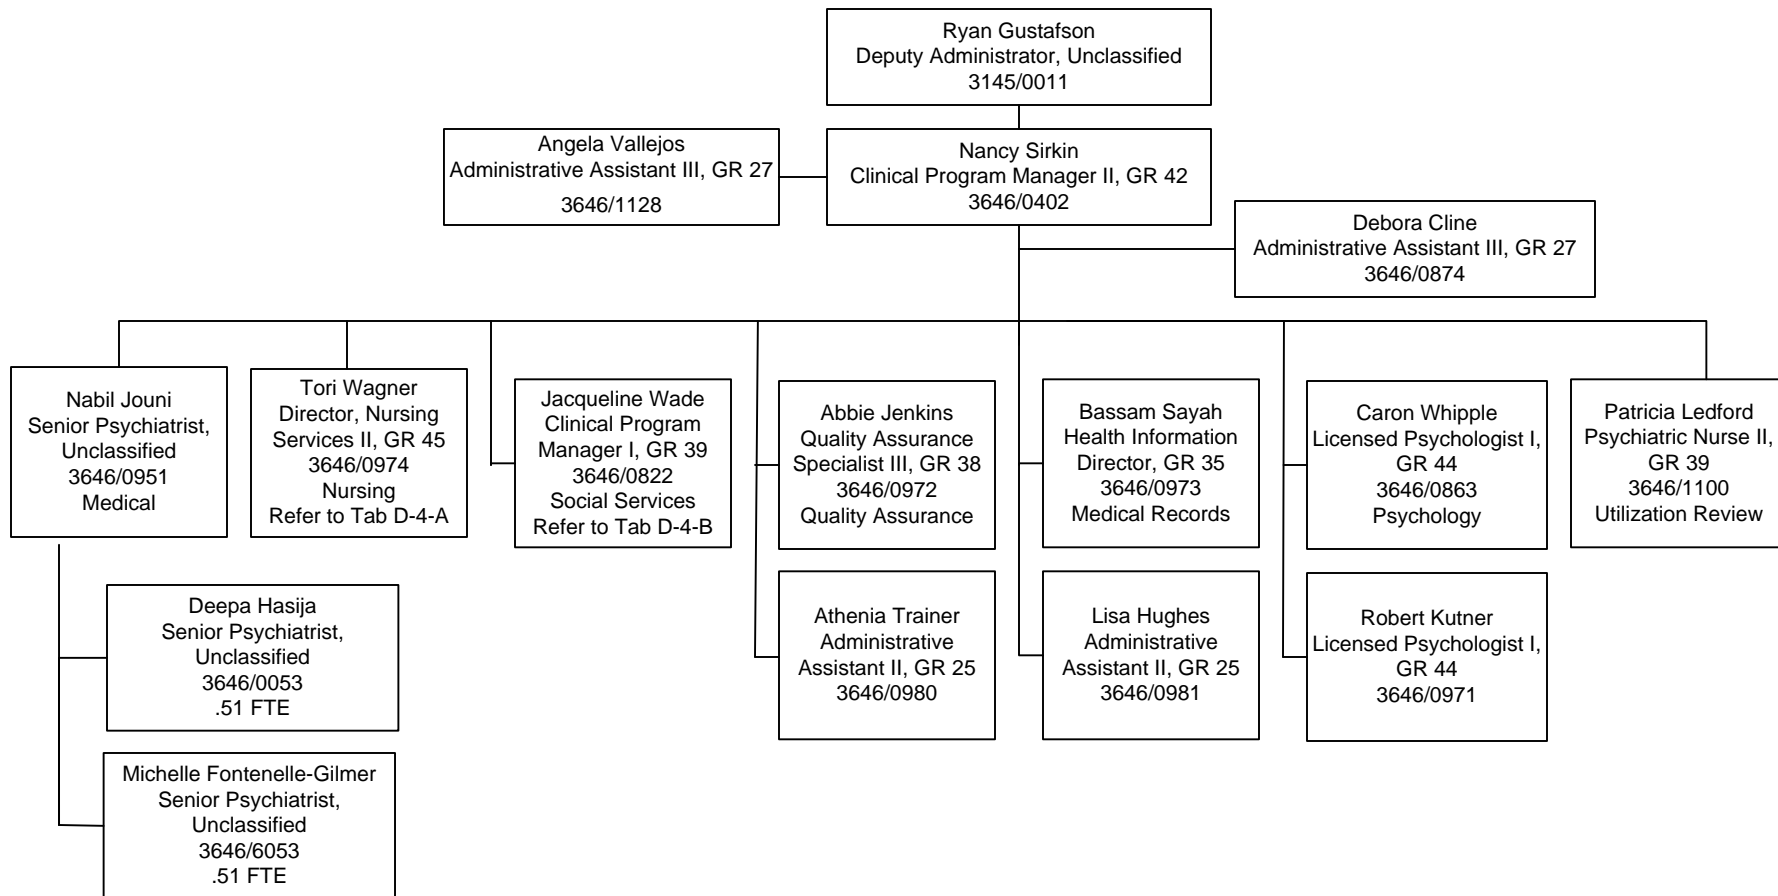 Ryan Gustafson
Deputy Administrator, Unclassified
3145/0011
Angela Vallejos
Administrative Assistant III, GR 27
3646/1128
Nancy Sirkin
Clinical Program Manager II, GR 42
3646/0402
Debora Cline
Administrative Assistant III, GR 27
3646/0874
Nabil Jouni
Senior Psychiatrist,
Unclassified
3646/0951
Medical
Tori Wagner
Director, Nursing
Services II, GR 45
3646/0974
Nursing
Refer to Tab D-4-A
Jacqueline Wade
Clinical Program
Manager I, GR 39
3646/0822
Social Services
Refer to Tab D-4-B
Abbie Jenkins
Quality Assurance
Specialist III, GR 38
3646/0972
Quality Assurance
Bassam Sayah
Health Information
Director, GR 35
3646/0973
Medical Records
Caron Whipple
Licensed Psychologist I,
GR 44
3646/0863
Psychology
Patricia Ledford
Psychiatric Nurse II,
GR 39
3646/1100
Utilization Review
Deepa Hasija
Senior Psychiatrist,
Unclassified
3646/0053
.51 FTE
Athenia Trainer
Administrative
Assistant II, GR 25
3646/0980
Lisa Hughes
Administrative
Assistant II, GR 25
3646/0981
Robert Kutner
Licensed Psychologist I,
GR 44
3646/0971
Michelle Fontenelle-Gilmer
Senior Psychiatrist,
Unclassified
3646/6053
.51 FTE